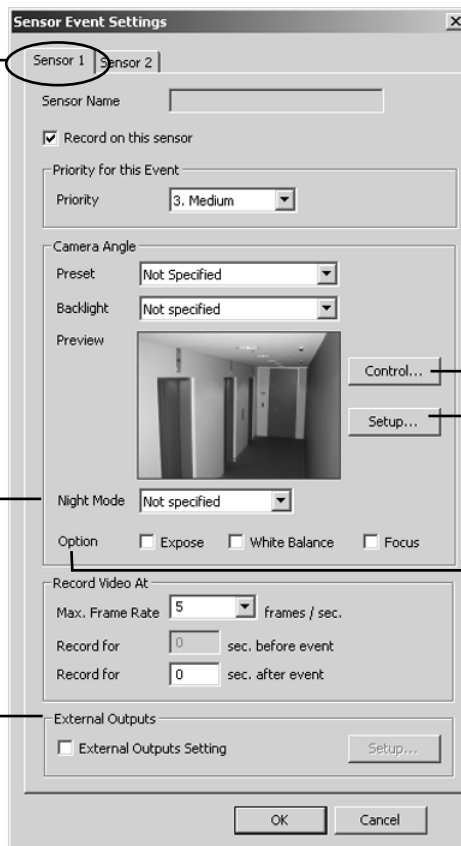 Sensor Event Settings
Sensor 1 Sensor 2
Sensor Name
Record on this sensor
Priority for this Event
Priority 3. Medium
Camera Angle
Preset Not Specified
Backlight Not specified
Preview
Control...
Setup...
Night Mode Not specified
Option Expose White Balance Focus
Record Video At
Max. Frame Rate 5 frames / sec.
Record for 0 sec. before event
Record for 0 sec. after event
External Outputs
External Outputs Setting Setup...
OK Cancel